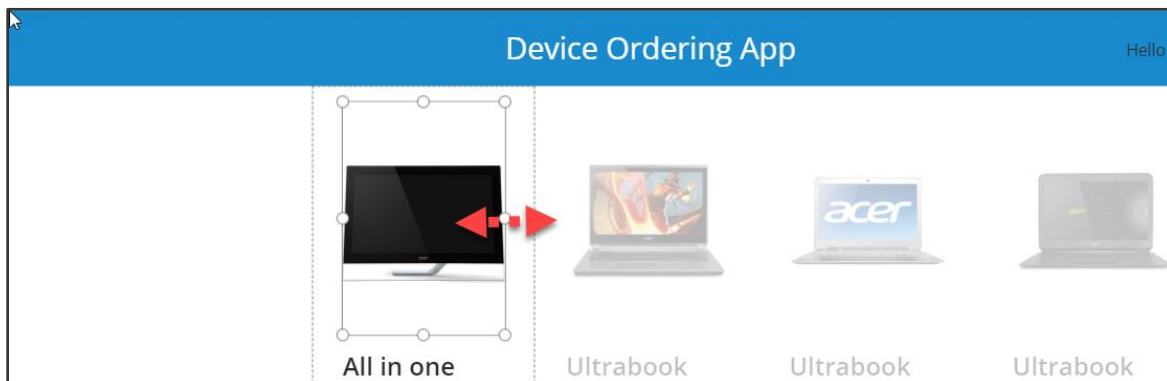 Device Ordering App
Hello
acer
All in one
Ultrabook
Ultrabook
Ultrabook